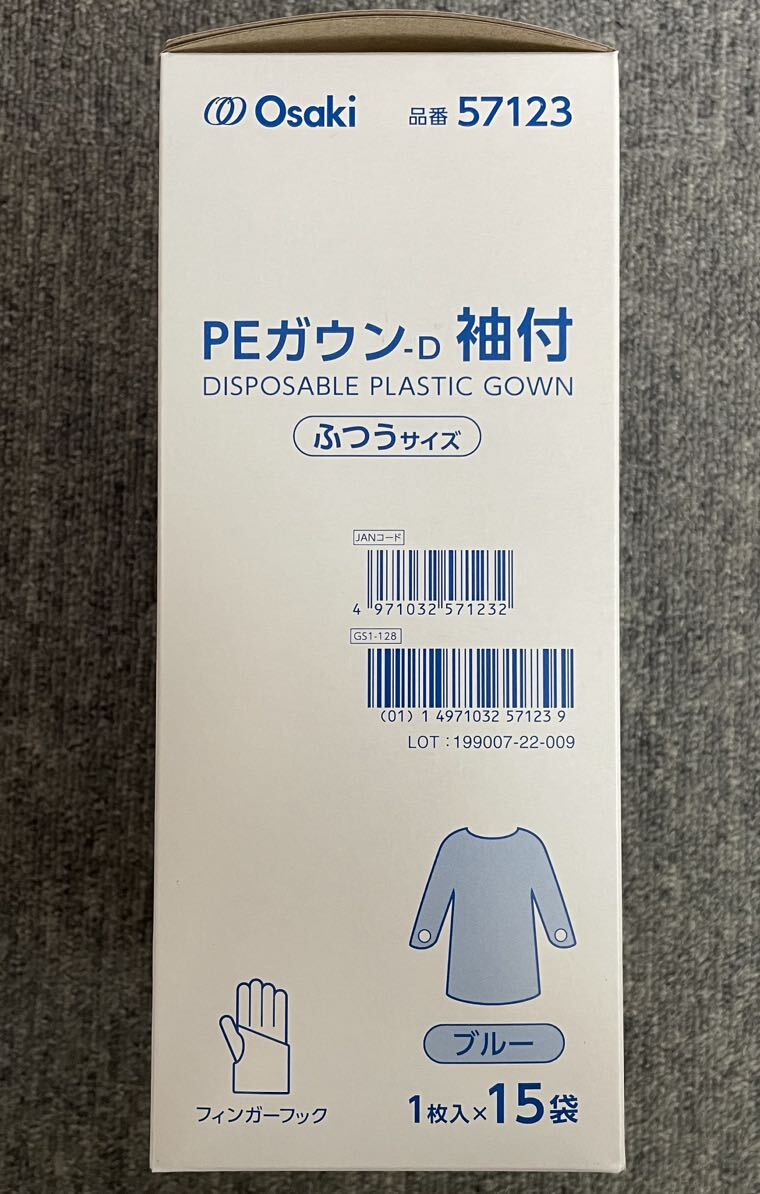 Osaki 品番 57123
PEガウン-D 袖付
DISPOSABLE PLASTIC GOWN
ふつうサイズ
JANコード
4 971032 571232
GS1-128
(01) 1 4971032 57123 9
LOT : 199007-22-009
ブルー
フィンガーフック
1枚入×15袋